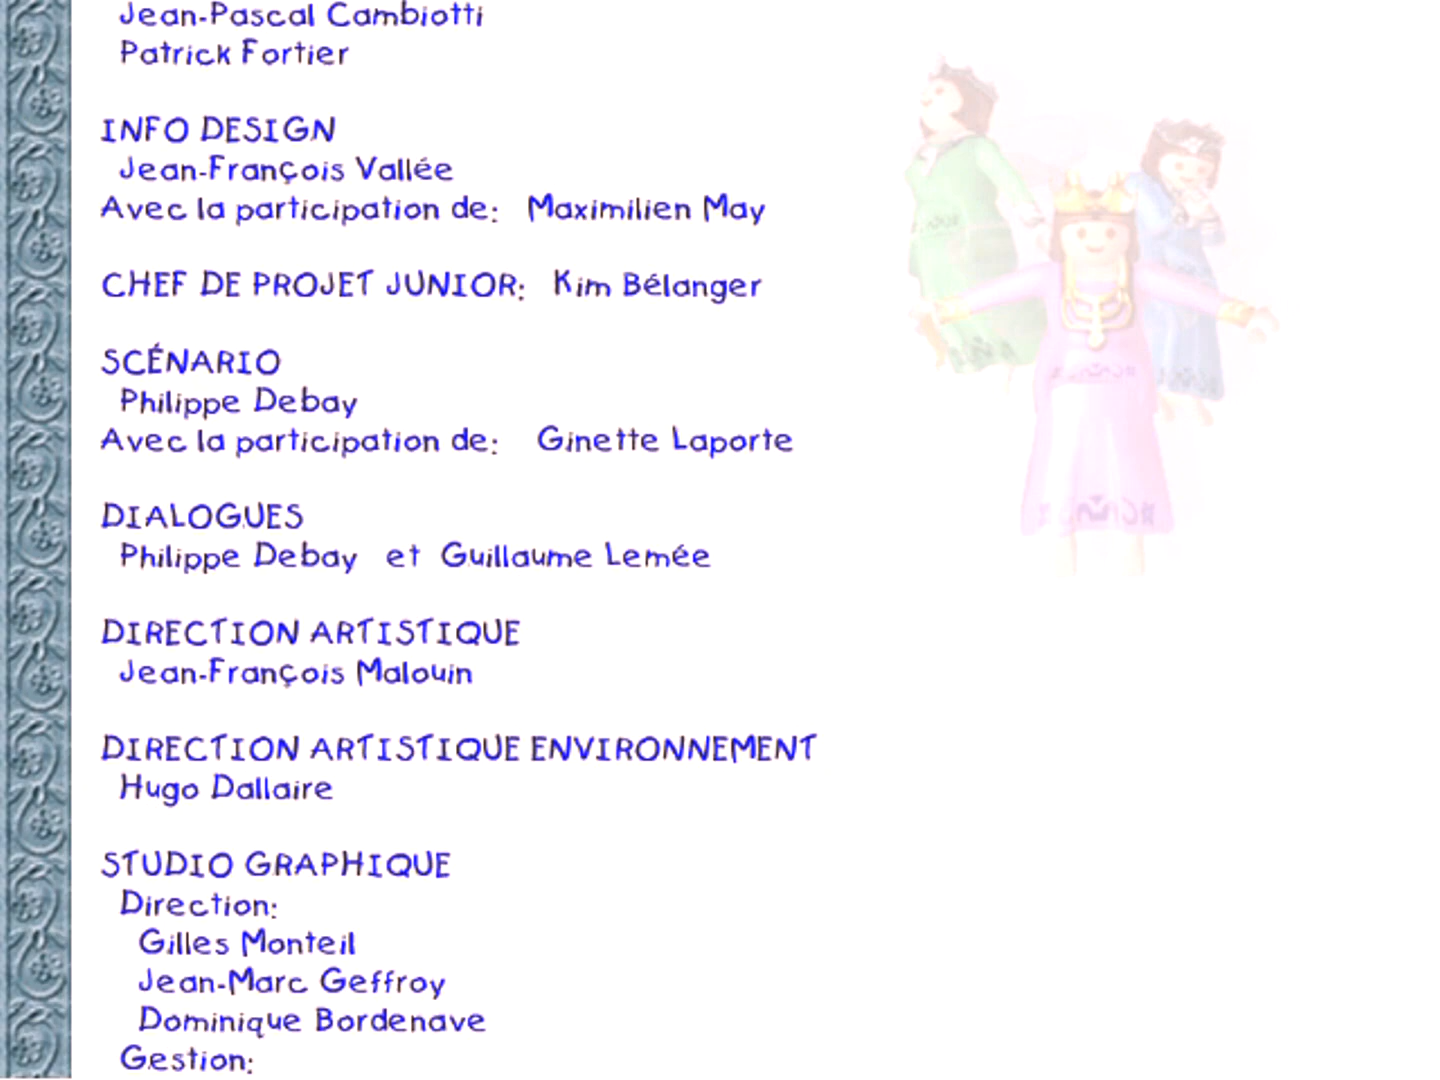 Jean-Pascal Cambiotti
Patrick Fortier
INFO DESIGN
Jean-François Vallée
Avec la participation de: Maximilien May
CHEF DE PROJET JUNIOR: Kim Bélanger
SCÉNARIO
Philippe Debay
Avec la participation de: Ginette Laporte
DIALOGUES
Philippe Debay et Guillaume Lemée
DIRECTION ARTISTIQUE
Jean-François Malouin
DIRECTION ARTISTIQUE ENVIRONNEMENT
Hugo Dallaire
STUDIO GRAPHIQUE
Direction:
Gilles Monteil
Jean-Marc Geffroy
Dominique Bordenave
Gestion: